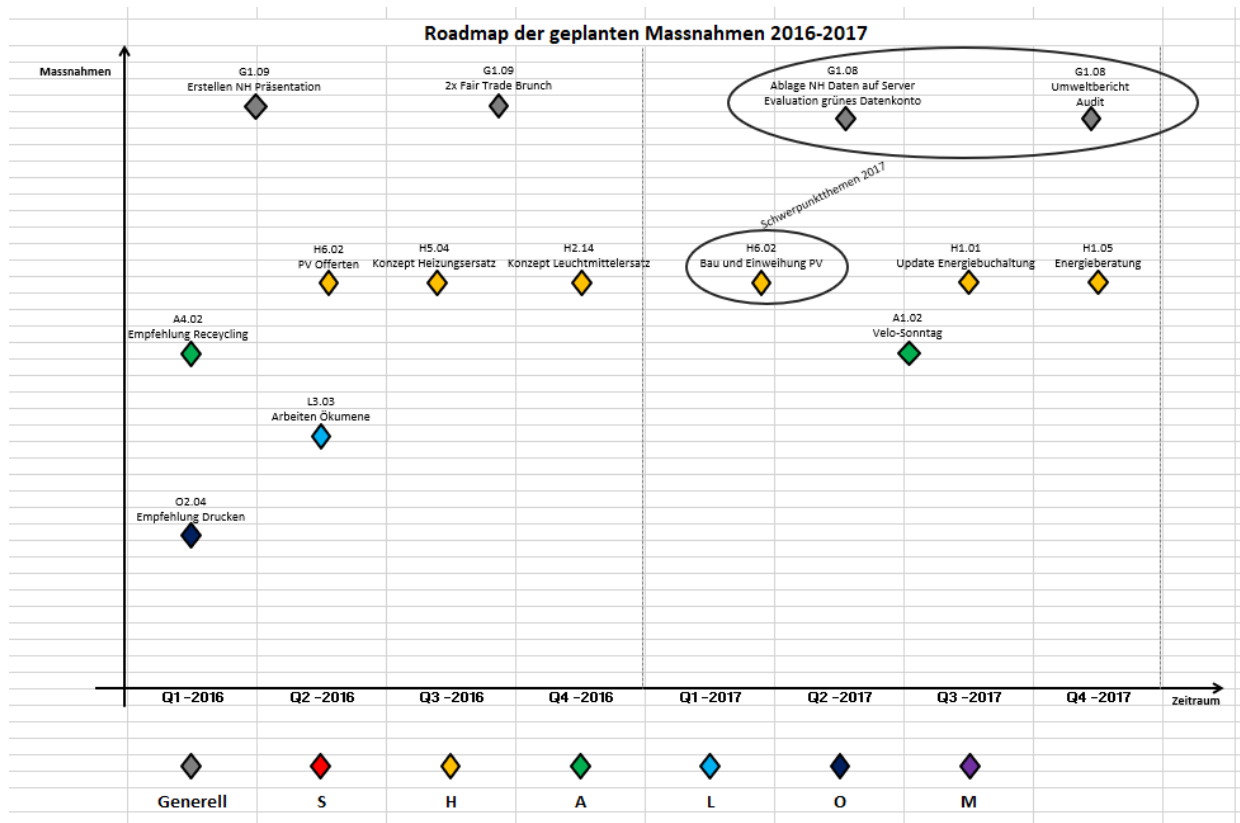 Roadmap der geplanten Massnahmen 2016-2017
Massnahmen
G1.09
Erstellen NH Präsentation
G1.09
2x Fair Trade Brunch
G1.08
Ablage NH Daten auf Server
Evaluation grünes Datenkonto
G1.08
Umweltbericht
Audit
Schwerpunktthemen 2017
H6.02
PV Offerten
H5.04
Konzept Heizungsersatz
H2.14
Konzept Leuchtmittelersatz
H6.02
Bau und Einweihung PV
H1.01
Update Energiebuchaltung
H1.05
Energieberatung
A4.02
Empfehlung Receycling
A1.02
Velo-Sonntag
L3.03
Arbeiten Ökumene
O2.04
Empfehlung Drucken
Q1 -2016 Q2 -2016 Q3 -2016 Q4 -2016 Q1 -2017 Q2 -2017 Q3 -2017 Q4 -2017 Zeitraum
Generell S H A L O M